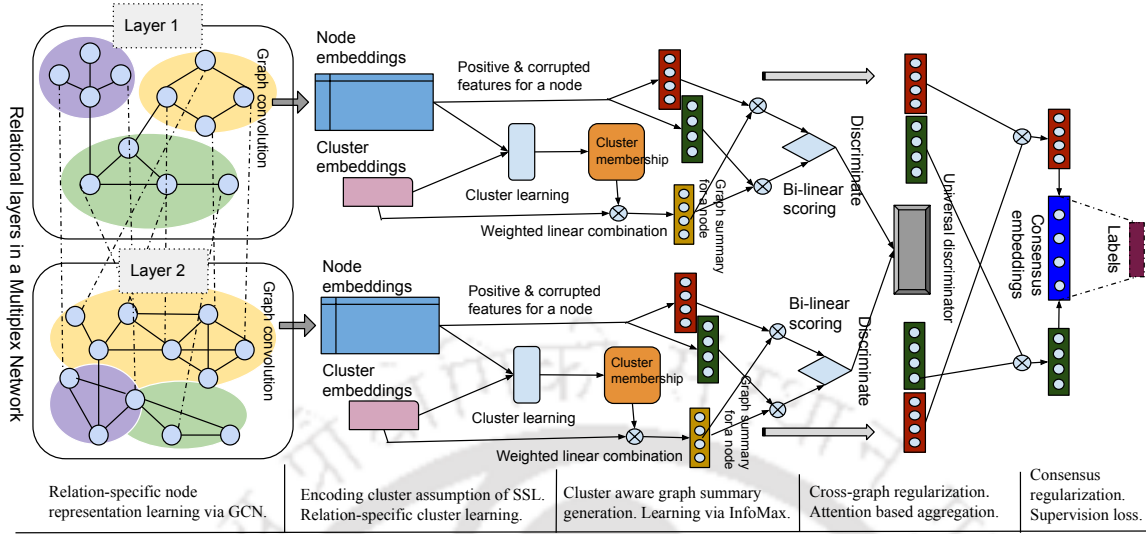 Layer 1
Relational layers in a Multiplex Network
Graph convolution
Node
embeddings
Positive & corrupted
features for a node
Cluster
embeddings
Cluster learning
Cluster
membership
Weighted linear combination
Graph summary
for a node
Bi-linear
scoring
Discriminate
Universal discriminator
Consensus
embeddings
Labels
Layer 2
Graph convolution
Node
embeddings
Positive & corrupted
features for a node
Cluster
embeddings
Cluster learning
Cluster
membership
Weighted linear combination
Graph summary
for a node
Bi-linear
scoring
Discriminate
Relation-specific node
representation learning via GCN.
Encoding cluster assumption of SSL.
Relation-specific cluster learning.
Cluster aware graph summary
generation. Learning via InfoMax.
Cross-graph regularization.
Attention based aggregation.
Consensus
regularization.
Supervision loss.